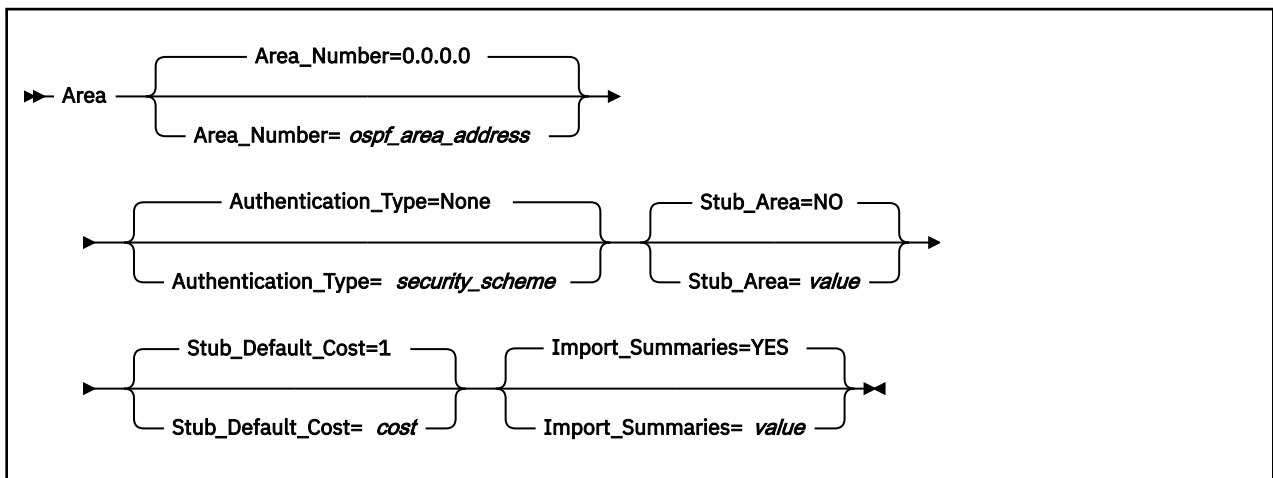 Area_Number=0.0.0.0
Area
Area_Number= ospf_area_address
Authentication_Type=None Stub_Area=NO
Authentication_Type= security_scheme Stub_Area= value
Stub_Default_Cost=1 Import_Summaries=YES
Stub_Default_Cost= cost Import_Summaries= value